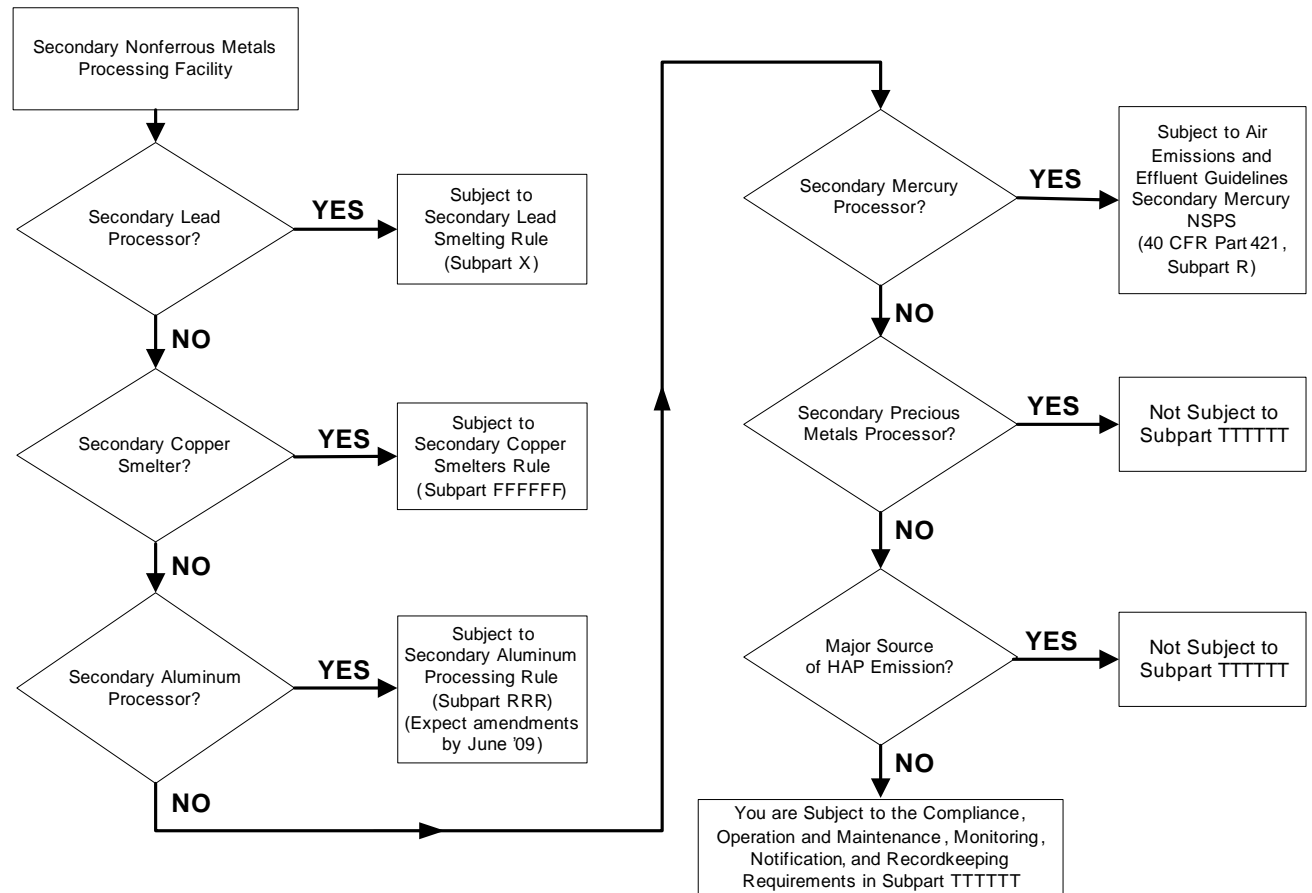 Secondary Nonferrous Metals
Processing Facility
Secondary Lead
Processor?
YES
Subject to
Secondary Lead
Smelting Rule
(Subpart X)
NO
Secondary Copper
Smelter?
YES
Subject to
Secondary Copper
Smelters Rule
(Subpart FFFFFF)
NO
Secondary Aluminum
Processor?
YES
Subject to
Secondary Aluminum
Processing Rule
(Subpart RRR)
(Expect amendments
by June '09)
NO
Secondary Mercury
Processor?
YES
Subject to Air
Emissions and
Effluent Guidelines
Secondary Mercury
NSPS
(40 CFR Part 421,
Subpart R)
NO
Secondary Precious
Metals Processor?
YES
Not Subject to
Subpart TTTTTT
NO
Major Source
of HAP Emission?
YES
Not Subject to
Subpart TTTTTT
NO
You are Subject to the Compliance,
Operation and Maintenance, Monitoring,
Notification, and Recordkeeping
Requirements in Subpart TTTTTT